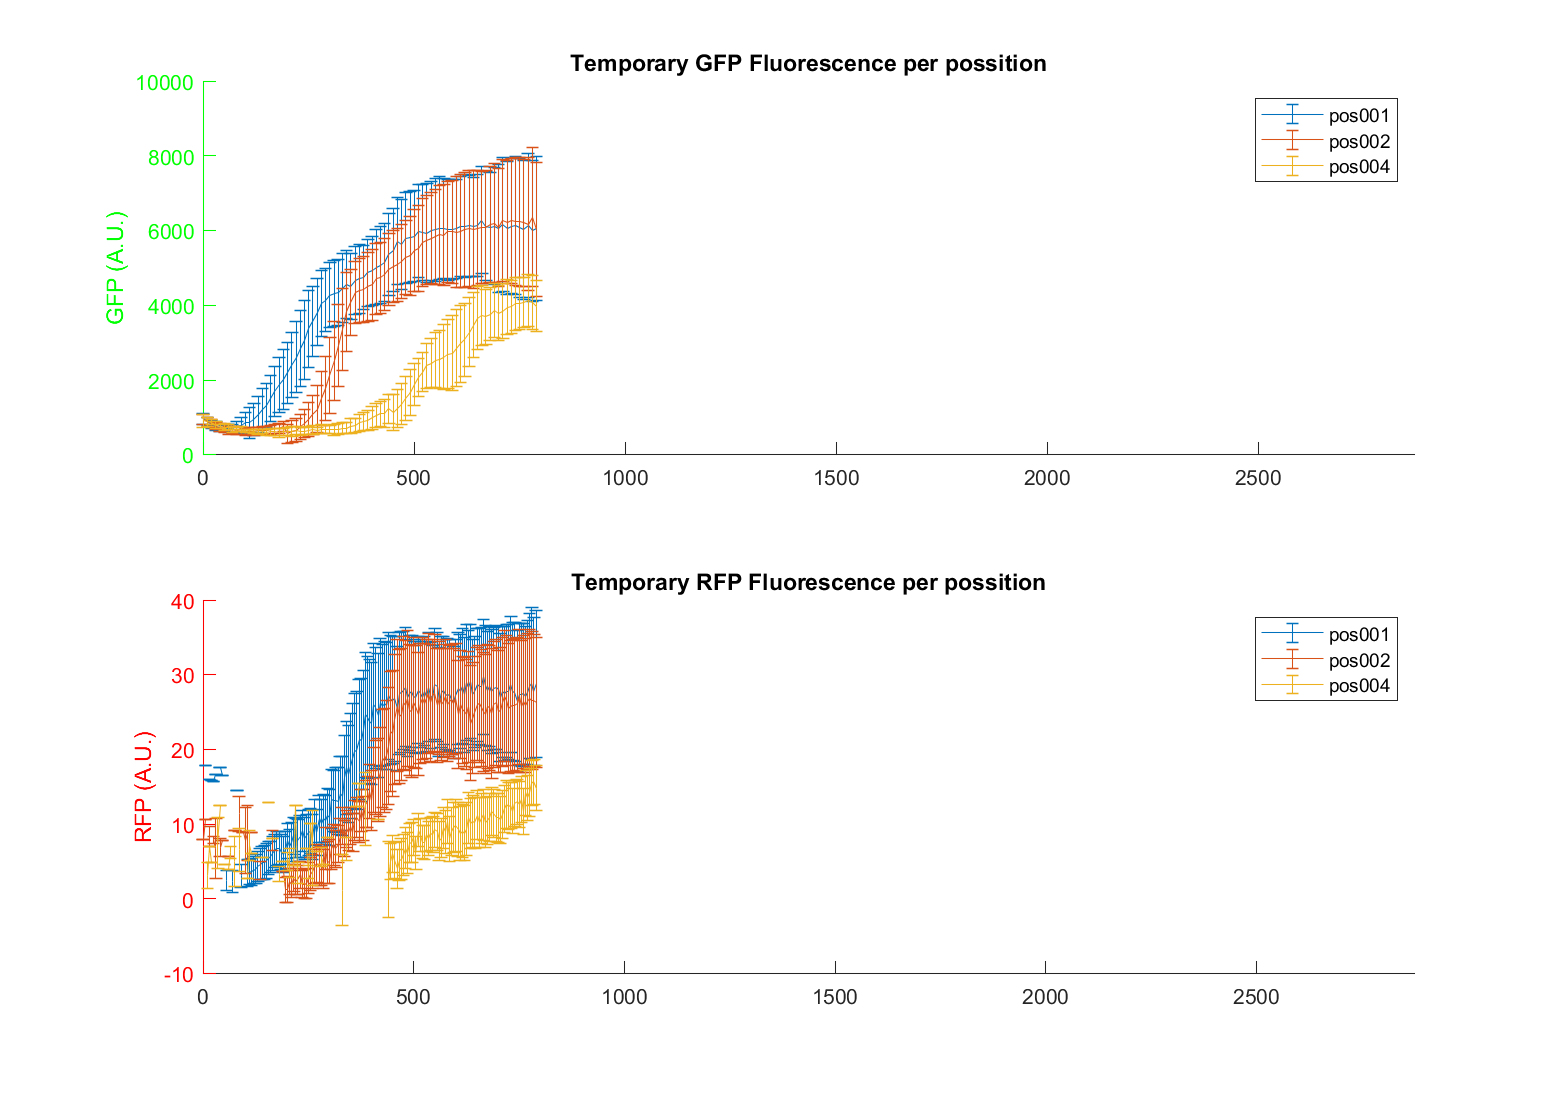 Temporary GFP Fluorescence per possition
10000
8000
6000
4000
2000
0
GFP (A.U.)
pos001
pos002
pos004
0 500 1000 1500 2000 2500
Temporary RFP Fluorescence per possition
40
30
20
10
0
-10
RFP (A.U.)
pos001
pos002
pos004
0 500 1000 1500 2000 2500